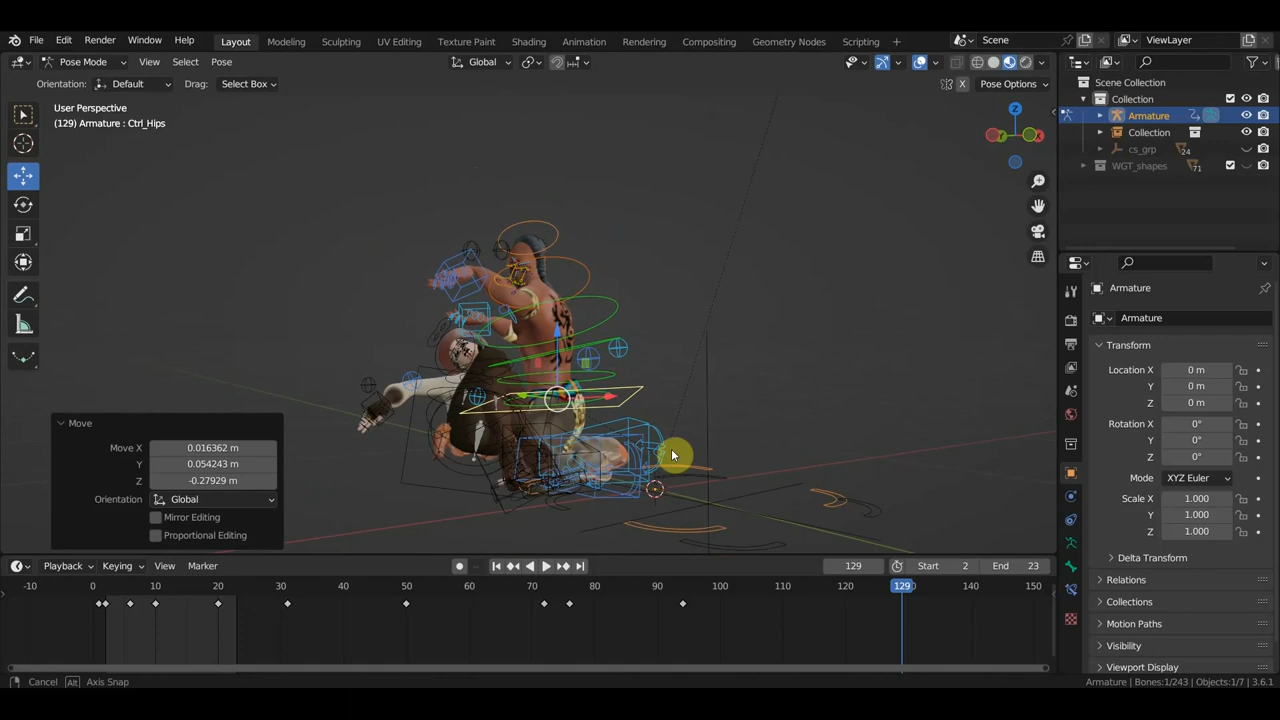 File Edit Render Window Help Layout Modeling Sculpting UV Editing Texture Paint Shading Animation Rendering Compositing Geometry Nodes Scripting + Scene ViewLayer
Pose Mode View Select Pose Global
Orientation: Default Drag: Select Box X Pose Options
User Perspective
(129) Armature : Ctrl_Hips
Scene Collection
Collection
Armature
Collection
cs_grp 24
WGT_shapes 71
Z
X
Y
Armature
Armature
Transform
Location X 0 m
Y 0 m
Z 0 m
Rotation X 0°
Y 0°
Z 0°
Mode XYZ Euler
Scale X 1.000
Y 1.000
Z 1.000
Delta Transform
Relations
Collections
Motion Paths
Visibility
Viewport Display
Move
Move X 0.016362 m
Y 0.054243 m
Z -0.27929 m
Orientation Global
Mirror Editing
Proportional Editing
Playback Keying View Marker 129 Start 2 End 23
-10 0 10 20 30 40 50 60 70 80 90 100 110 120 129 140 150
Cancel Alt Axis Snap Armature | Bones:1/243 | Objects:1/7 | 3.6.1